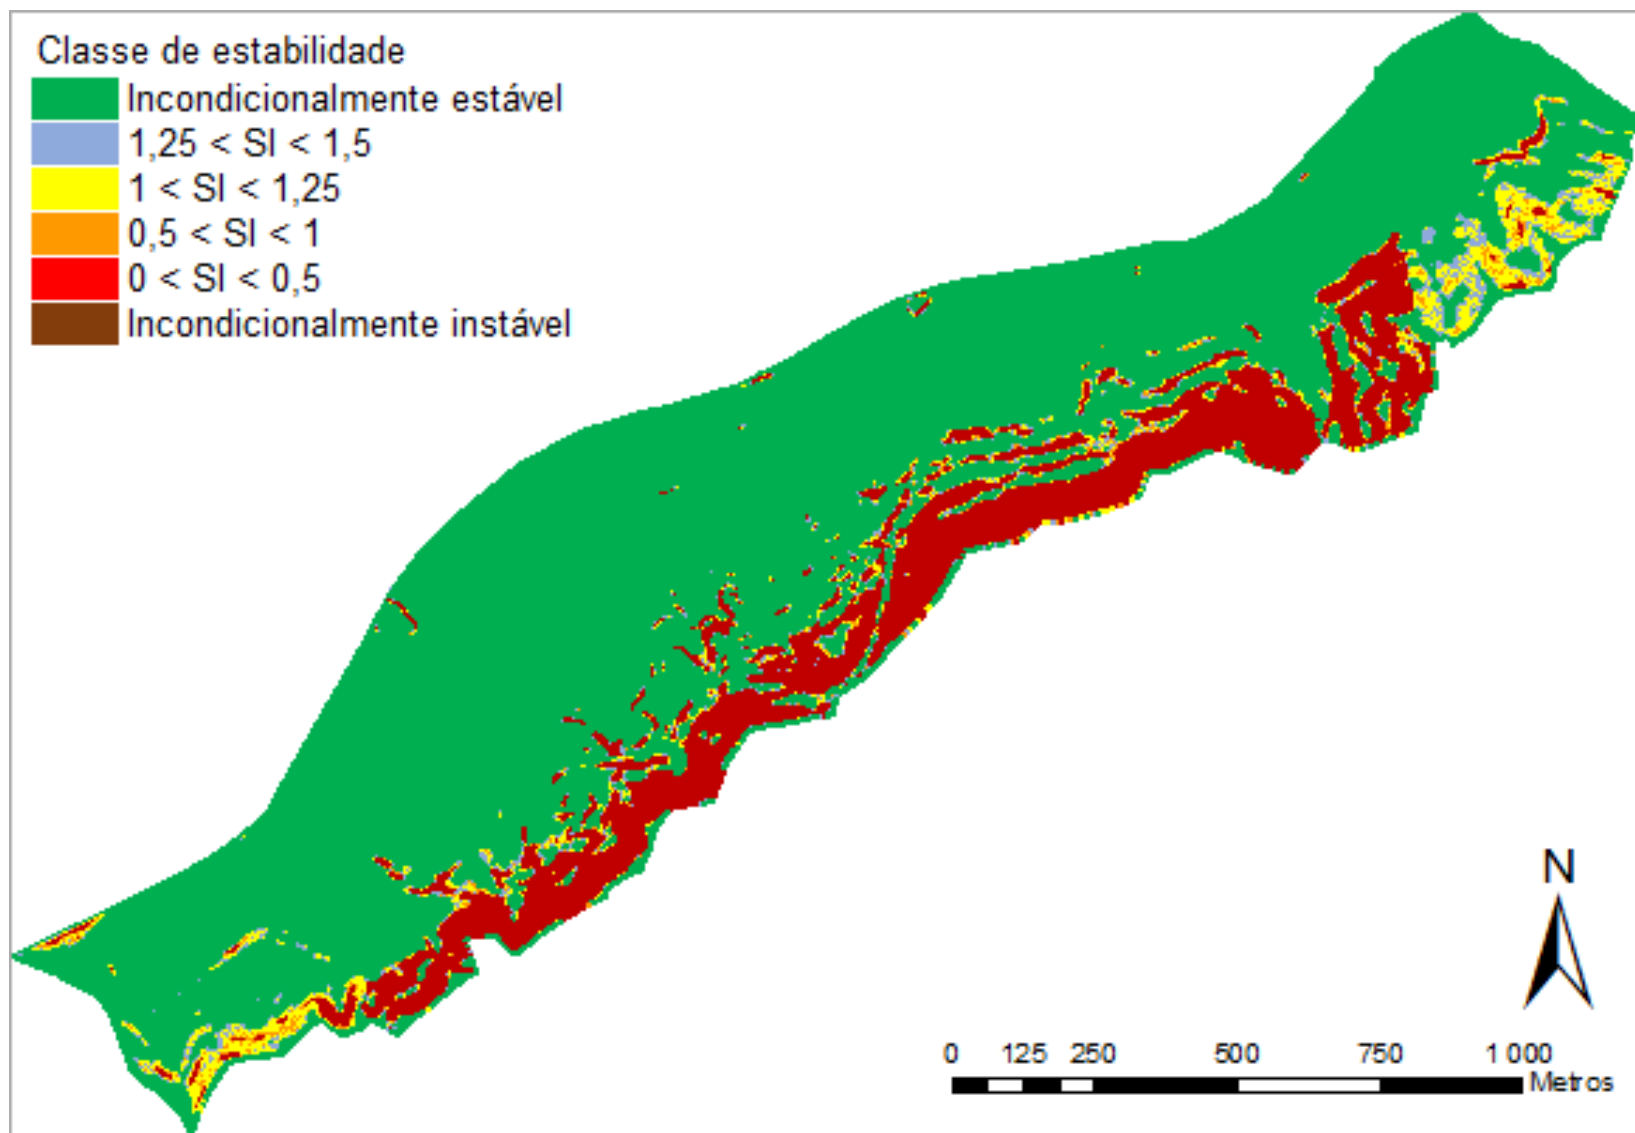 Classe de estabilidade
Incondicionalmente estável
1,25 < SI < 1,5
1 < SI < 1,25
0,5 < SI < 1
0 < SI < 0,5
Incondicionalmente instável
N
0 125 250 500 750 1 000
Metros